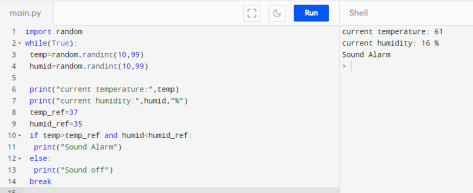 main.py
Run
Shell
1 import random
2 while(True):
3 temp=random.randint(10,99)
4 humid=random.randint(10,99)
5
6 print("current temperature:",temp)
7 print("current humidity:",humid,"%")
8 temp_ref=37
9 humid_ref=35
10 if temp>temp_ref and humid<humid_ref:
11 print("Sound Alarm")
12 else:
13 print("Sound off")
14 break
15
current temperature: 61
current humidity: 16 %
Sound Alarm
>